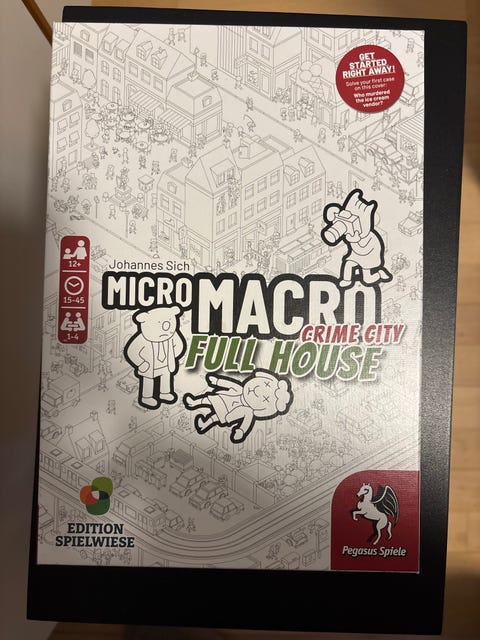 GET
STARTED
RIGHT AWAY!
Solve your first case
on this cover:
Who murdered
the ice cream
vendor?
12+
15-45
1-4
Johannes Sich
MICRO MACRO
CRIME CITY
FULL HOUSE
EDITION
SPIELWIESE
Pegasus Spiele